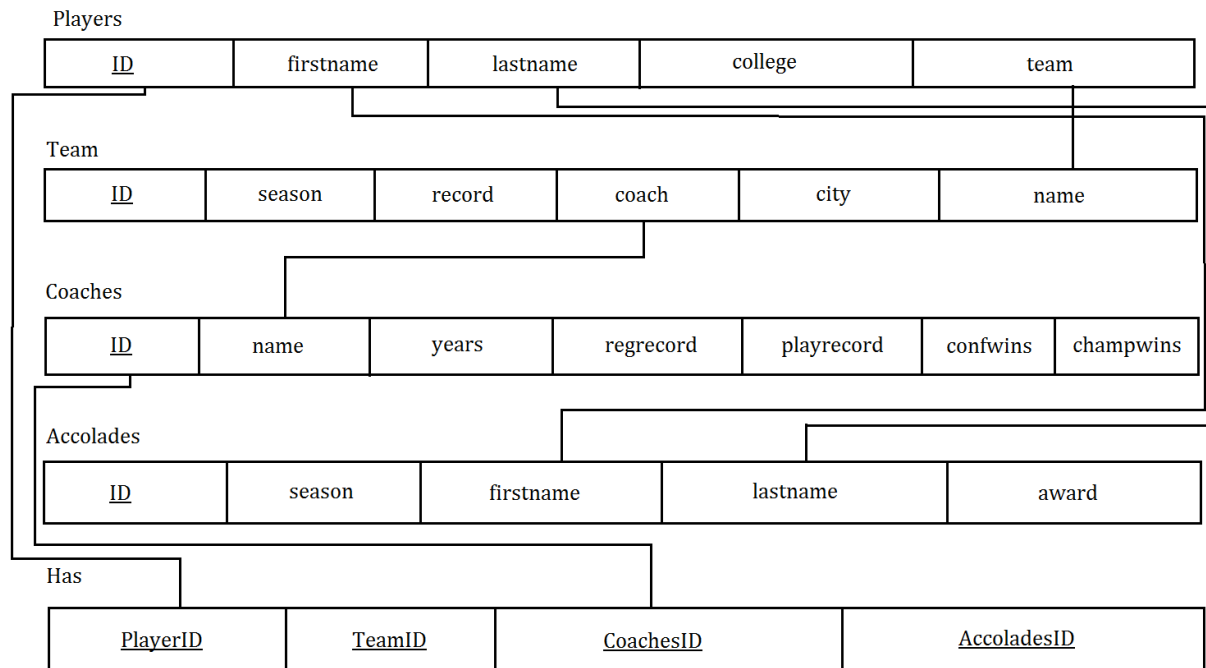 Players
ID firstname lastname college team
Team
ID season record coach city name
Coaches
ID name years regrecord playrecord confwins champwins
Accolades
ID season firstname lastname award
Has
PlayerID TeamID CoachesID AccoladesID